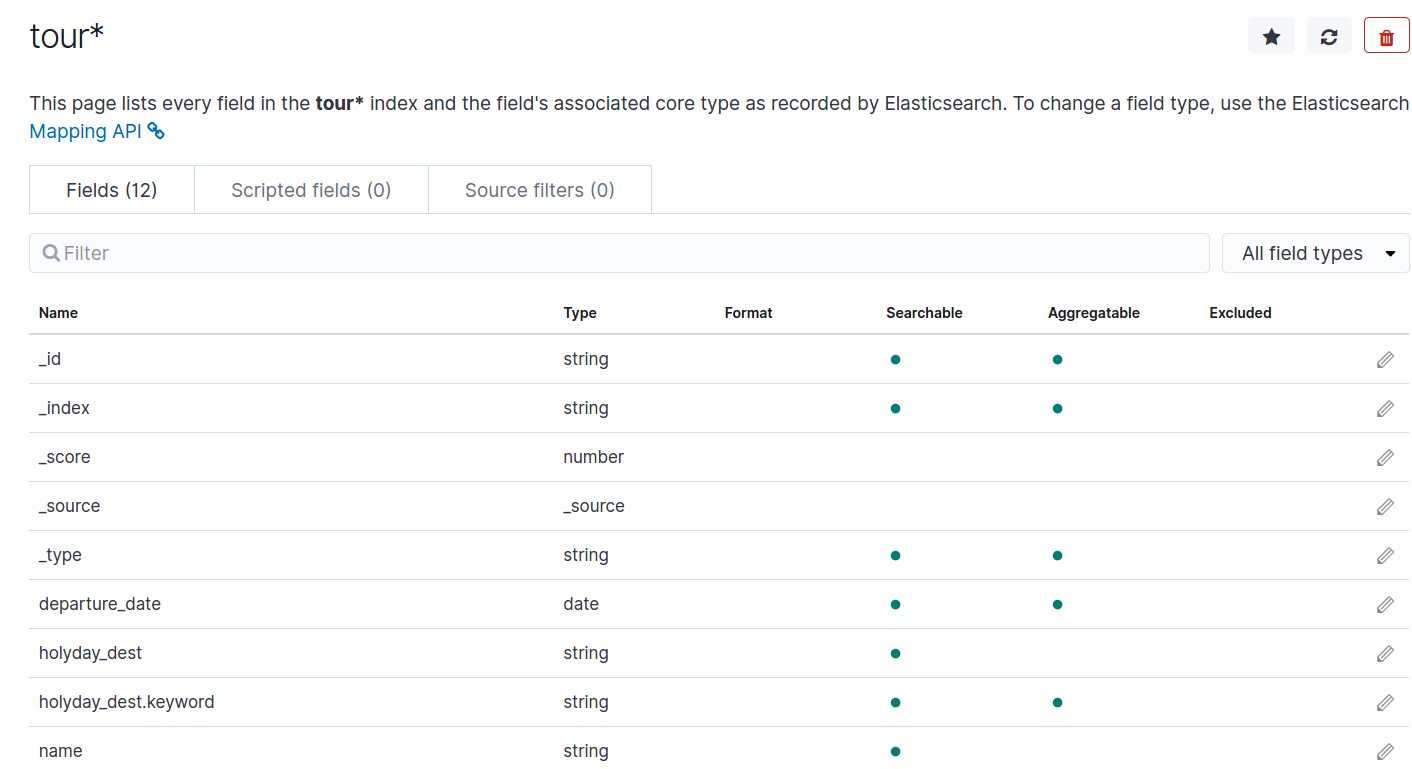 tour*
This page lists every field in the tour* index and the field's associated core type as recorded by Elasticsearch. To change a field type, use the Elasticsearch
Mapping API
Fields (12) Scripted fields (0) Source filters (0)
Filter All field types
Name Type Format Searchable Aggregatable Excluded
_id string
_index string
_score number
_source _source
_type string
departure_date date
holyday_dest string
holyday_dest.keyword string
name string